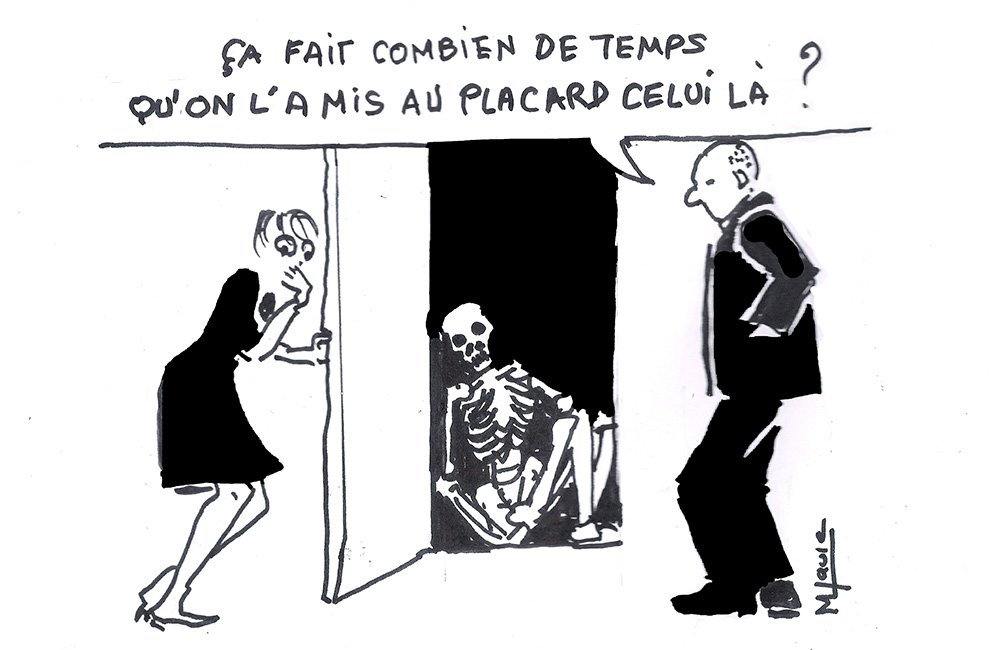 ÇA FAIT COMBIEN DE TEMPS
QU'ON L'A MIS AU PLACARD CELUI LÀ ?